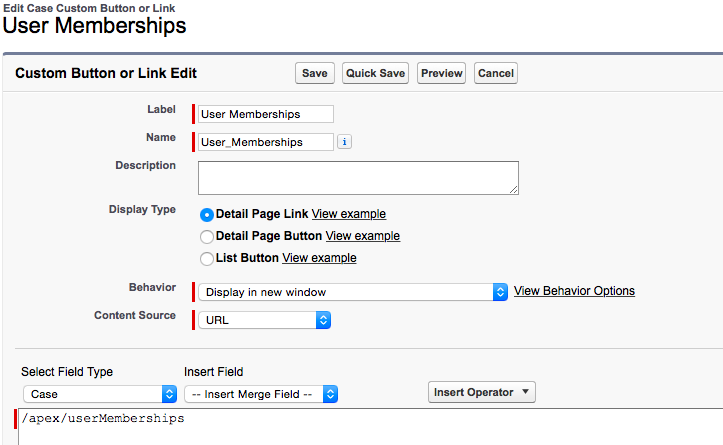 Edit Case Custom Button or Link
User Memberships
Custom Button or Link Edit Save Quick Save Preview Cancel
Label User Memberships
Name User_Memberships i
Description
Display Type Detail Page Link View example
Detail Page Button View example
List Button View example
Behavior Display in new window View Behavior Options
Content Source URL
Select Field Type Insert Field
Case -- Insert Merge Field -- Insert Operator
/apex/userMemberships